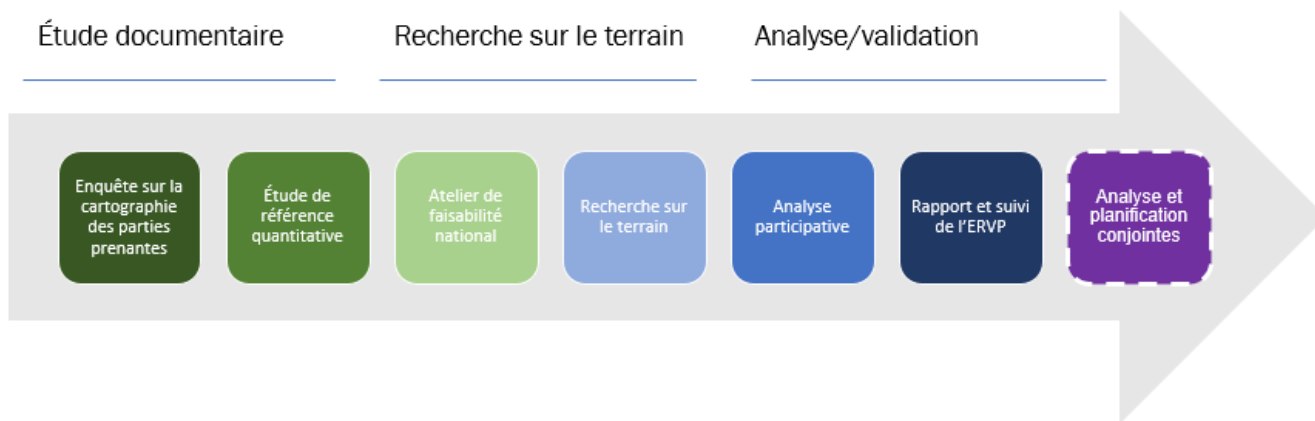 Étude documentaire
Recherche sur le terrain
Analyse/validation
Enquête sur la
cartographie
des parties
prenantes
Étude de
référence
quantitative
Atelier de
faisabilité
national
Recherche sur
le terrain
Analyse
participative
Rapport et suivi
de l’ERVP
Analyse et
planification
conjointes